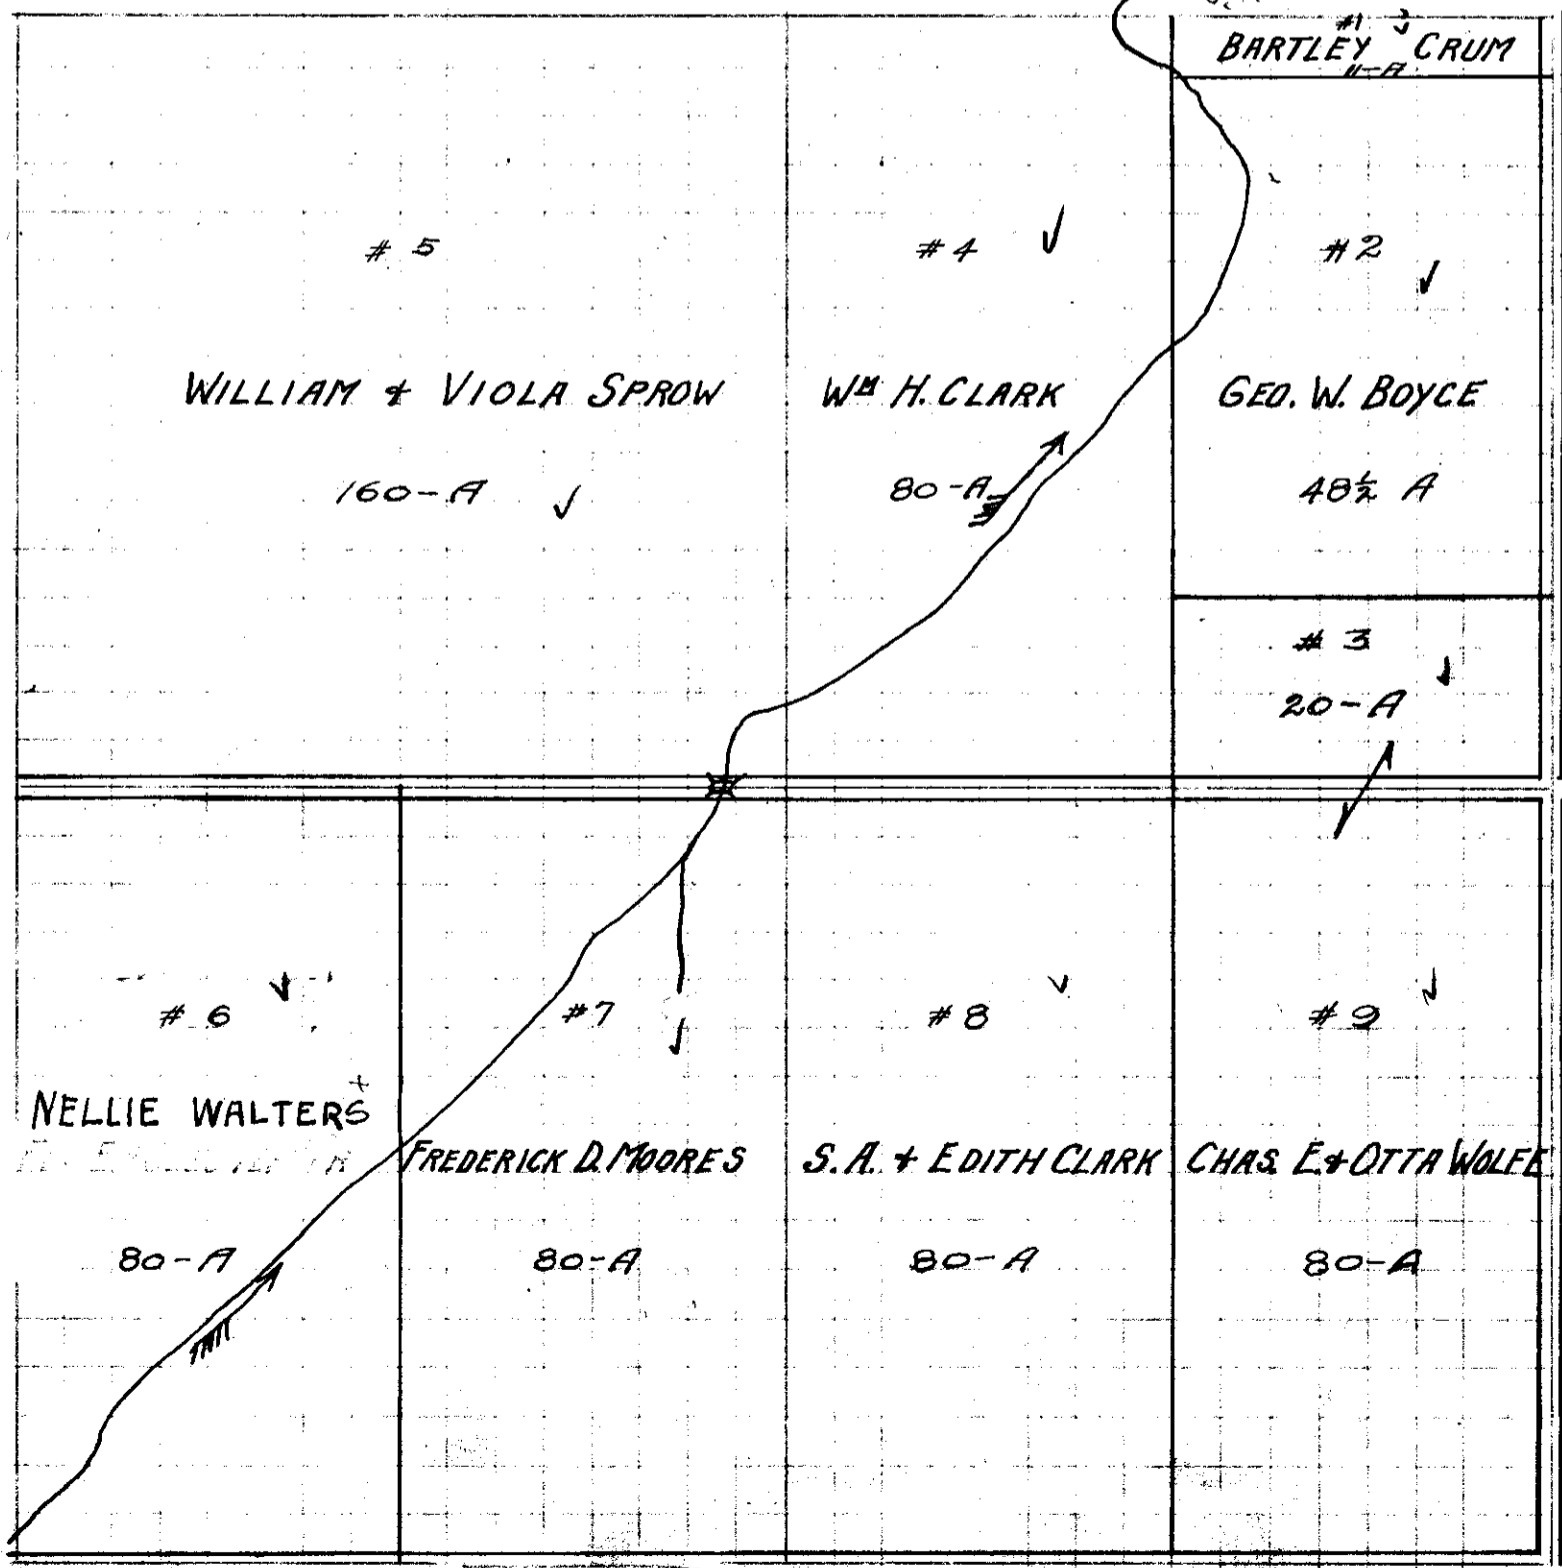 #1
BARTLEY CRUM
11-A
# 5
WILLIAM & VIOLA SPROW
160-A
#4
WM H. CLARK
80-A
#2
GEO. W. BOYCE
48½ A
# 3
20-A
# 6
NELLIE WALTERS
80-A
#7
FREDERICK D. MOORES
80-A
#8
S.A. & EDITH CLARK
80-A
#9
CHAS. E. & OTTA WOLFE
80-A